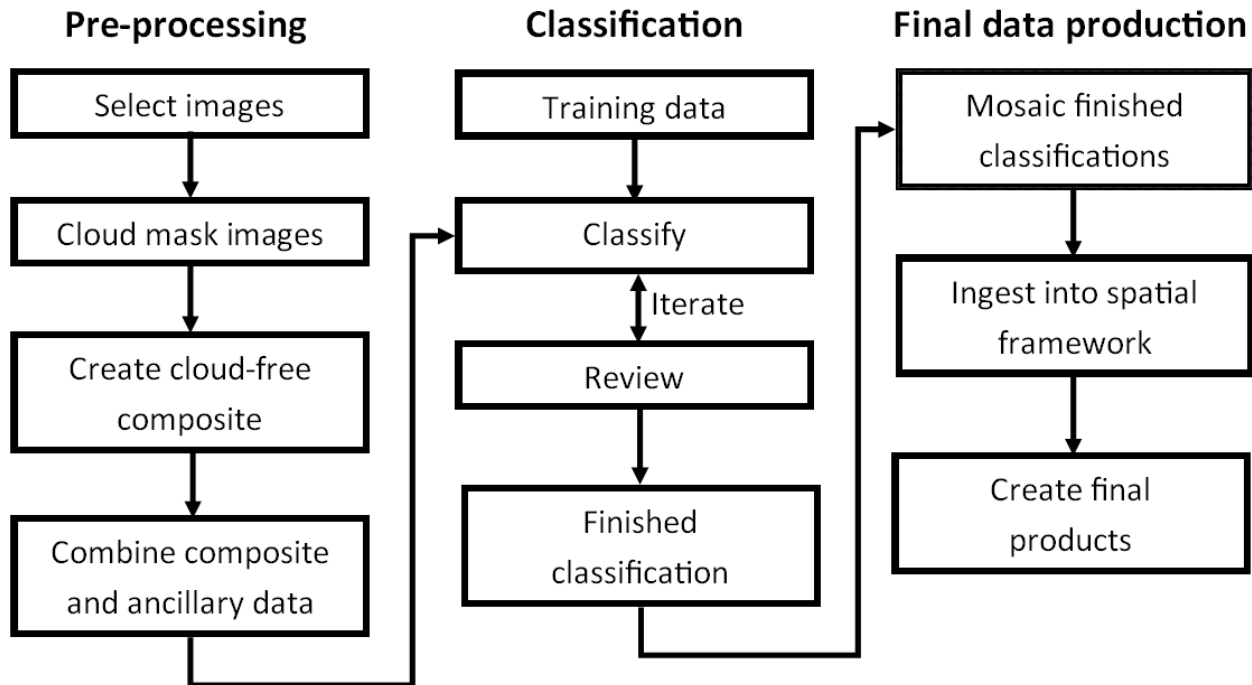 Pre-processing
Select images
Cloud mask images
Create cloud-free
composite
Combine composite
and ancillary data
Classification
Training data
Classify
Iterate
Review
Finished
classification
Final data production
Mosaic finished
classifications
Ingest into spatial
framework
Create final
products